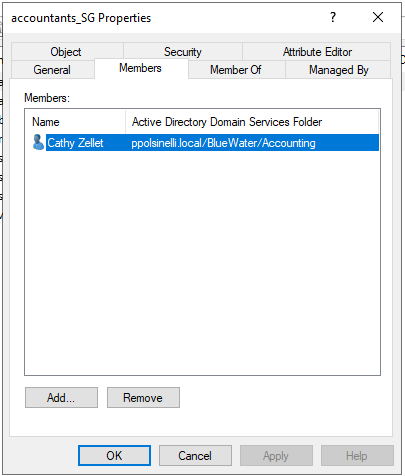 accountants_SG Properties
?
Object Security Attribute Editor
General Members Member Of Managed By
Members:
Name Active Directory Domain Services Folder
Cathy Zellet ppolsinelli.local/BlueWater/Accounting
Add... Remove
OK Cancel Apply Help